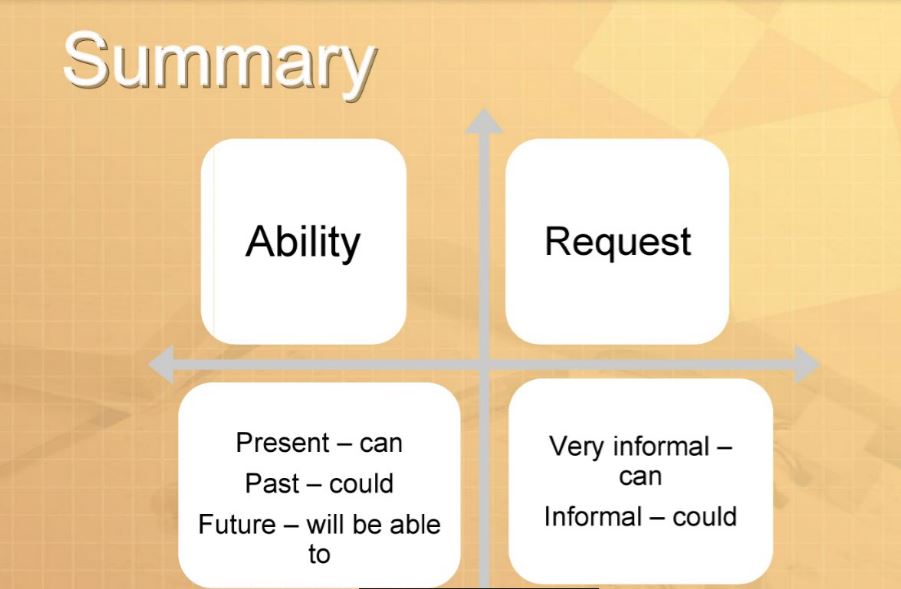 Summary
Ability
Request
Present – can
Past – could
Future – will be able
to
Very informal –
can
Informal – could